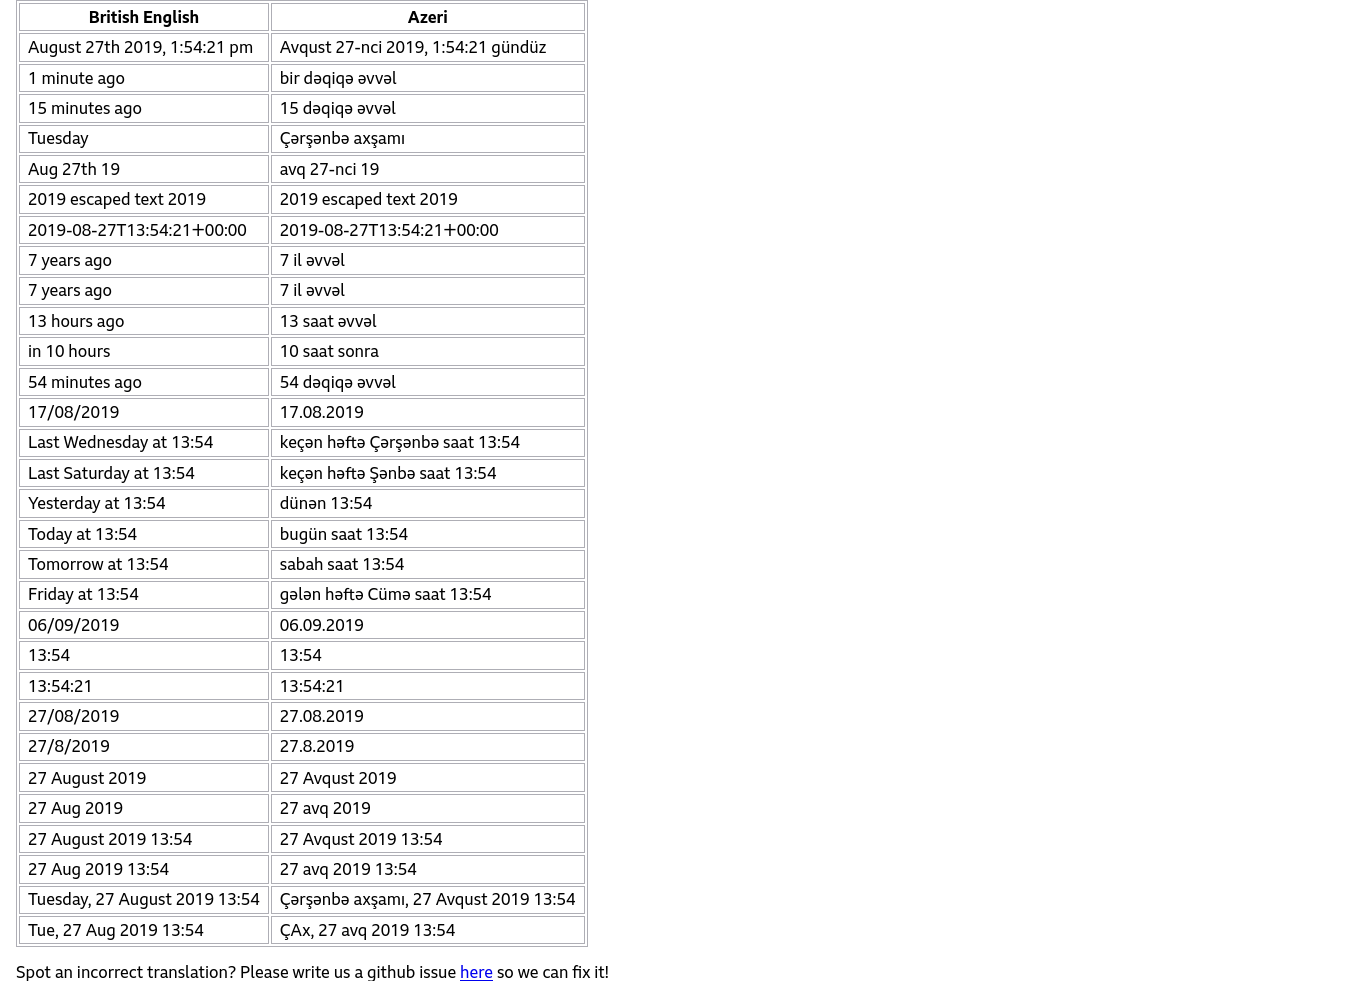 British English Azeri
August 27th 2019, 1:54:21 pm Avqust 27-nci 2019, 1:54:21 gündüz
1 minute ago bir dəqiqə əvvəl
15 minutes ago 15 dəqiqə əvvəl
Tuesday Çərşənbə axşamı
Aug 27th 19 avq 27-nci 19
2019 escaped text 2019 2019 escaped text 2019
2019-08-27T13:54:21+00:00 2019-08-27T13:54:21+00:00
7 years ago 7 il əvvəl
7 years ago 7 il əvvəl
13 hours ago 13 saat əvvəl
in 10 hours 10 saat sonra
54 minutes ago 54 dəqiqə əvvəl
17/08/2019 17.08.2019
Last Wednesday at 13:54 keçən həftə Çərşənbə saat 13:54
Last Saturday at 13:54 keçən həftə Şənbə saat 13:54
Yesterday at 13:54 dünən 13:54
Today at 13:54 bugün saat 13:54
Tomorrow at 13:54 sabah saat 13:54
Friday at 13:54 gələn həftə Cümə saat 13:54
06/09/2019 06.09.2019
13:54 13:54
13:54:21 13:54:21
27/08/2019 27.08.2019
27/8/2019 27.8.2019
27 August 2019 27 Avqust 2019
27 Aug 2019 27 avq 2019
27 August 2019 13:54 27 Avqust 2019 13:54
27 Aug 2019 13:54 27 avq 2019 13:54
Tuesday, 27 August 2019 13:54 Çərşənbə axşamı, 27 Avqust 2019 13:54
Tue, 27 Aug 2019 13:54 ÇAx, 27 avq 2019 13:54
Spot an incorrect translation? Please write us a github issue here so we can fix it!